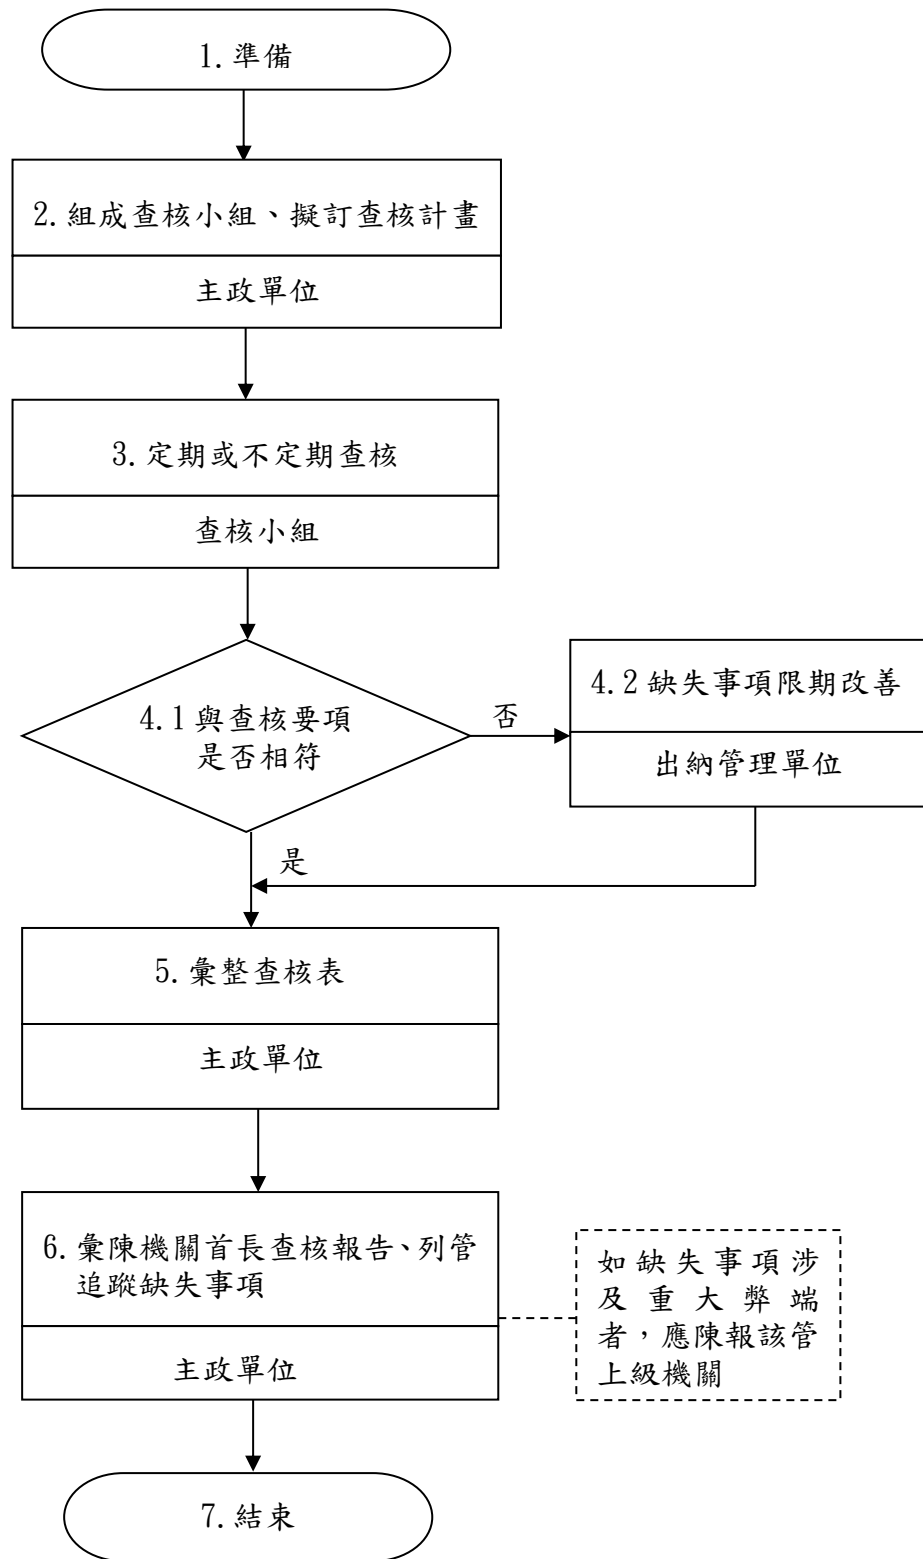 1.準備
2.組成查核小組、擬訂查核計畫
主政單位
3.定期或不定期查核
查核小組
4.1與查核要項
是否相符
否
4.2缺失事項限期改善
出納管理單位
是
5.彙整查核表
主政單位
6.彙陳機關首長查核報告、列管
追蹤缺失事項
主政單位
如缺失事項涉
及重大弊端
者，應陳報該管
上級機關
7.結束